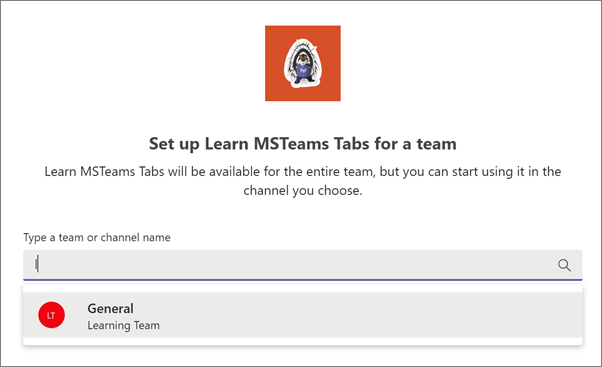 Set up Learn MSTeams Tabs for a team
Learn MSTeams Tabs will be available for the entire team, but you can start using it in the
channel you choose.
Type a team or channel name
l
LT
General
Learning Team